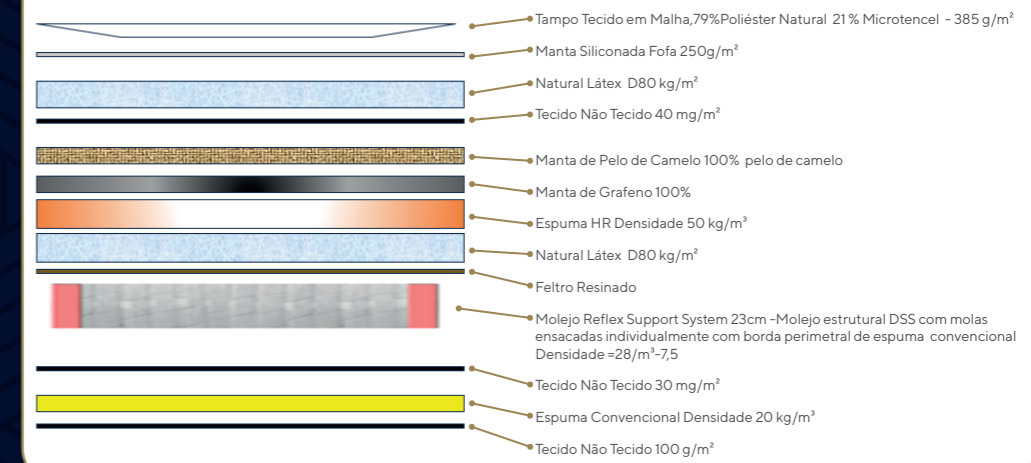 Tampo Tecido em Malha,79%Poliéster Natural 21 % Microtencel - 385 g/m²
Manta Siliconada Fofa 250g/m²
Natural Látex D80 kg/m²
Tecido Não Tecido 40 mg/m²
Manta de Pelo de Camelo 100% pelo de camelo
Manta de Grafeno 100%
Espuma HR Densidade 50 kg/m³
Natural Látex D80 kg/m²
Feltro Resinado
Molejo Reflex Support System 23cm -Molejo estrutural DSS com molas
ensacadas individualmente com borda perimetral de espuma convencional
Densidade =28/m³-7,5
Tecido Não Tecido 30 mg/m²
Espuma Convencional Densidade 20 kg/m³
Tecido Não Tecido 100 g/m²